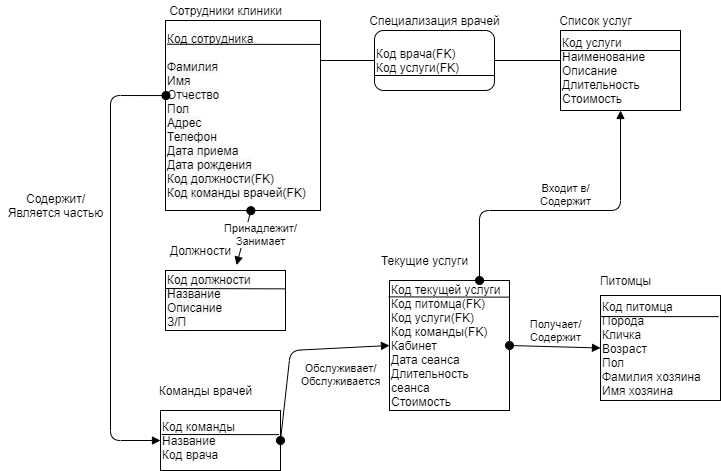 Сотрудники клиники
Код сотрудника
Фамилия
Имя
Отчество
Пол
Адрес
Телефон
Дата приема
Дата рождения
Код должности(FK)
Код команды врачей(FK)
Специализация врачей
Код врача(FK)
Код услуги(FK)
Список услуг
Код услуги
Наименование
Описание
Длительность
Стоимость
Содержит/
Является частью
Принадлежит/
Занимает
Входит в/
Содержит
Должности
Код должности
Название
Описание
З/П
Текущие услуги
Код текущей услуги
Код питомца(FK)
Код услуги(FK)
Код команды(FK)
Кабинет
Дата сеанса
Длительность
сеанса
Стоимость
Получает/
Содержит
Питомцы
Код питомца
Порода
Кличка
Возраст
Пол
Фамилия хозяина
Имя хозяина
Обслуживает/
Обслуживается
Команды врачей
Код команды
Название
Код врача